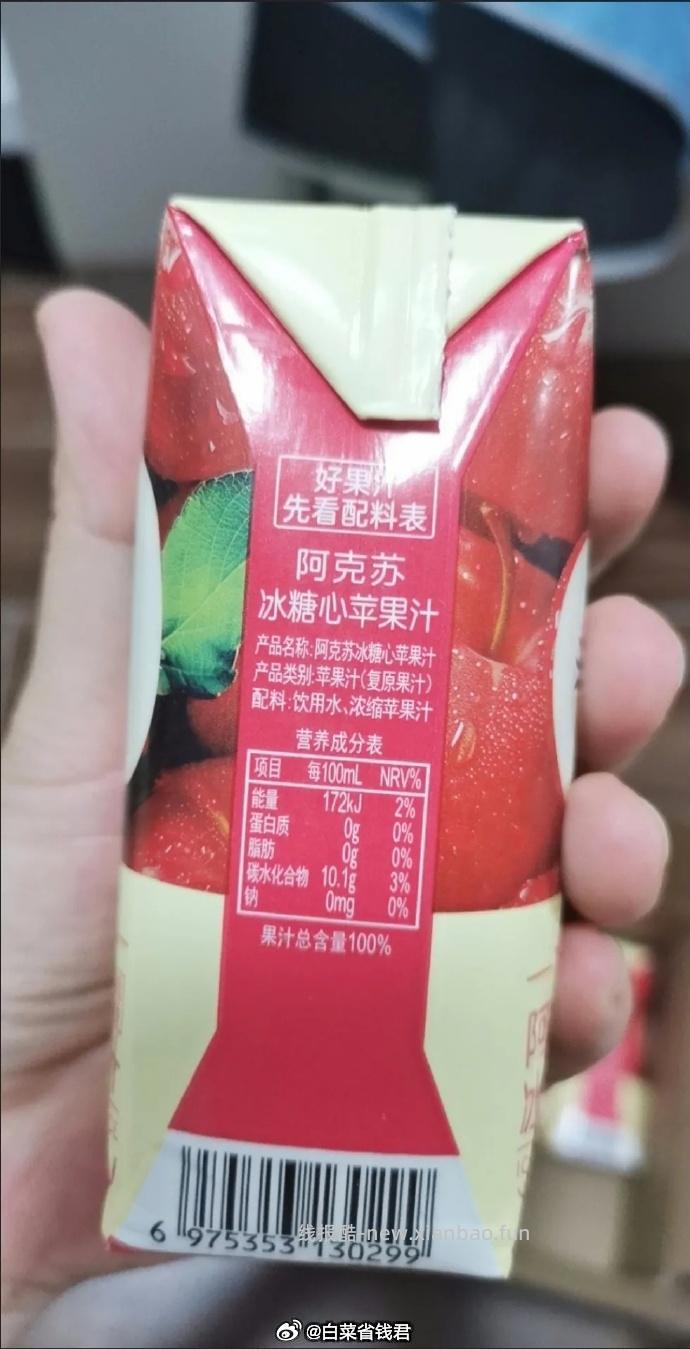 好果汁
先看配料表
阿克苏
冰糖心苹果汁
产品名称:阿克苏冰糖心苹果汁
产品类别:苹果汁(复原果汁)
配料:饮用水、浓缩苹果汁
营养成分表
项目 每100mL NRV%
能量 172kJ 2%
蛋白质 0g 0%
脂肪 0g 0%
碳水化合物 10.1g 3%
钠 0mg 0%
果汁总含量100%
阿
冰
6 975353 130299
线报酷-new.xianbao.fun
@白菜省钱君